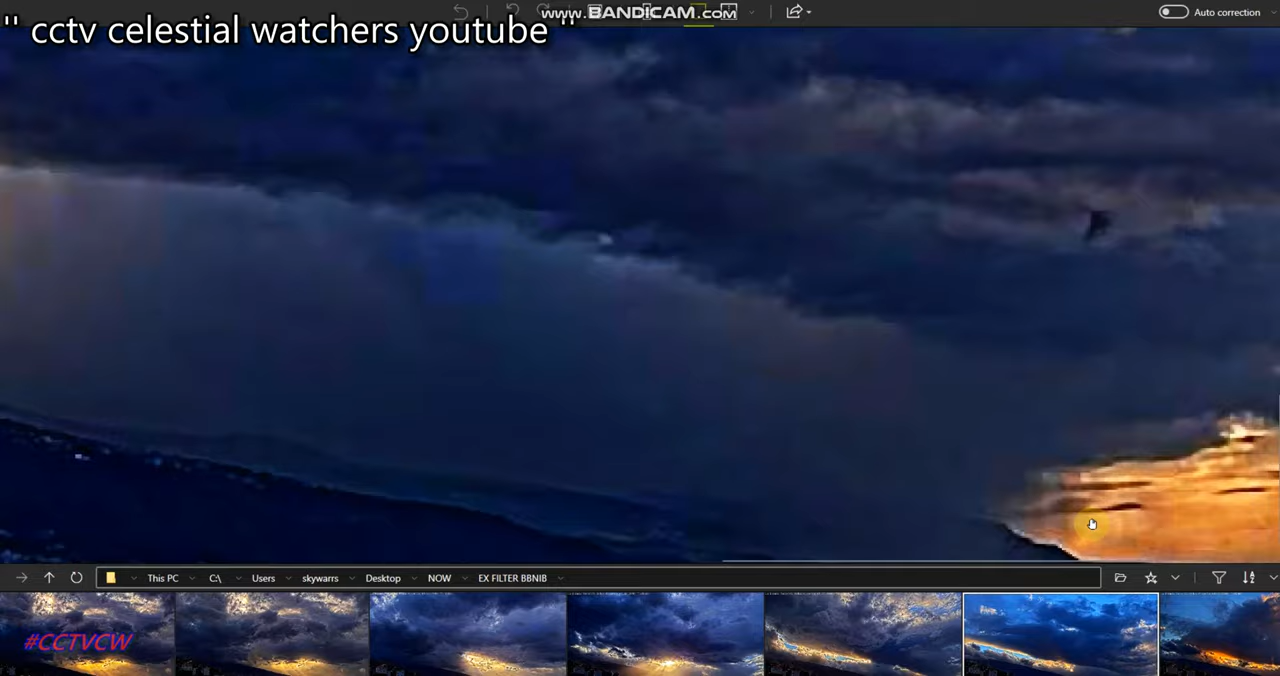 www.BANDICAM.com
Auto correction
" cctv celestial watchers youtube "
This PC
C:\
Users
skywarrs
Desktop
NOW
EX FILTER BBNIB
#CCTVCW